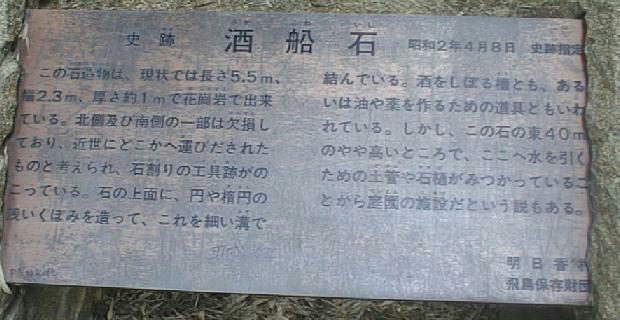 史跡 酒船石 昭和2年4月8日 史跡指定
この石造物は、現状では長さ5.5m、
幅2.3m、厚さ約1mで花崗岩で出来
ている。北側及び南側の一部は欠損し
ており、近世にどこかへ運びだされた
ものと考えられ、石割りの工具跡がの
こっている。石の上面に、円や楕円の
浅いくぼみを造って、これを細い溝で
結んでいる。酒をしぼる槽とも、ある
いは油や薬を作るための道具ともいわ
れている。しかし、この石の東40m
のやや高いところで、ここへ水を引く
ための土管や石樋がみつかっているこ
とから庭園の施設だという説もある。
明日香村
飛鳥保存財団